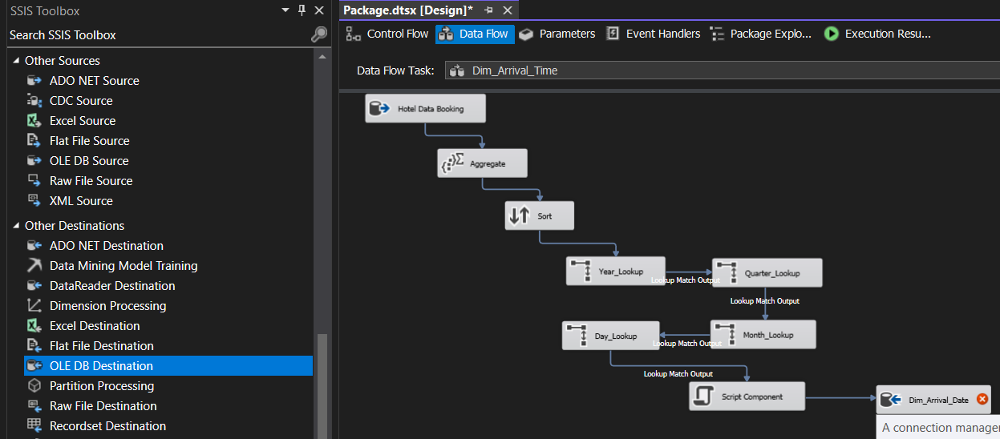 SSIS Toolbox
Search SSIS Toolbox
Other Sources
ADO NET Source
CDC Source
Excel Source
Flat File Source
OLE DB Source
Raw File Source
XML Source
Other Destinations
ADO NET Destination
Data Mining Model Training
DataReader Destination
Dimension Processing
Excel Destination
Flat File Destination
OLE DB Destination
Partition Processing
Raw File Destination
Recordset Destination
Package.dtsx [Design]*
Control Flow Data Flow Parameters Event Handlers Package Explo... Execution Resu...
Data Flow Task: Dim_Arrival_Time
Hotel Data Booking
Aggregate
Sort
Year_Lookup
Lookup Match Output
Quarter_Lookup
Lookup Match Output
Month_Lookup
Lookup Match Output
Day_Lookup
Lookup Match Output
Script Component
Dim_Arrival_Date
A connection manager